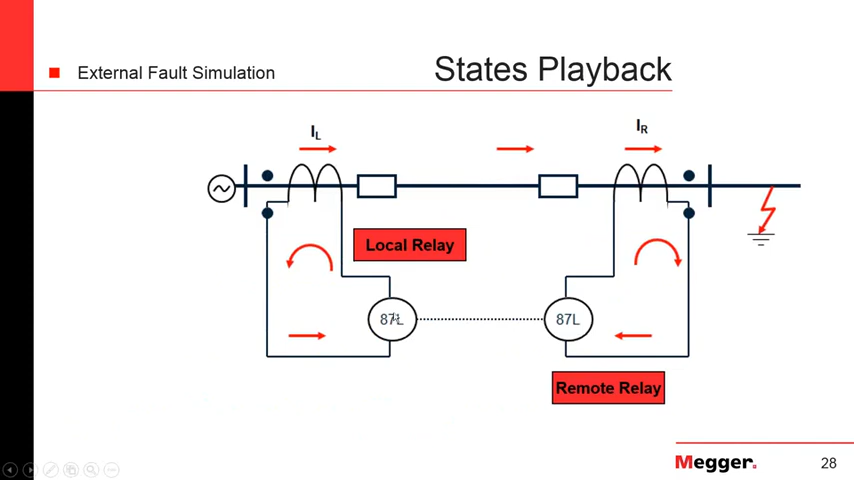 States Playback
External Fault Simulation
IL
IR
Local Relay
87L
87L
Remote Relay
Megger.
28